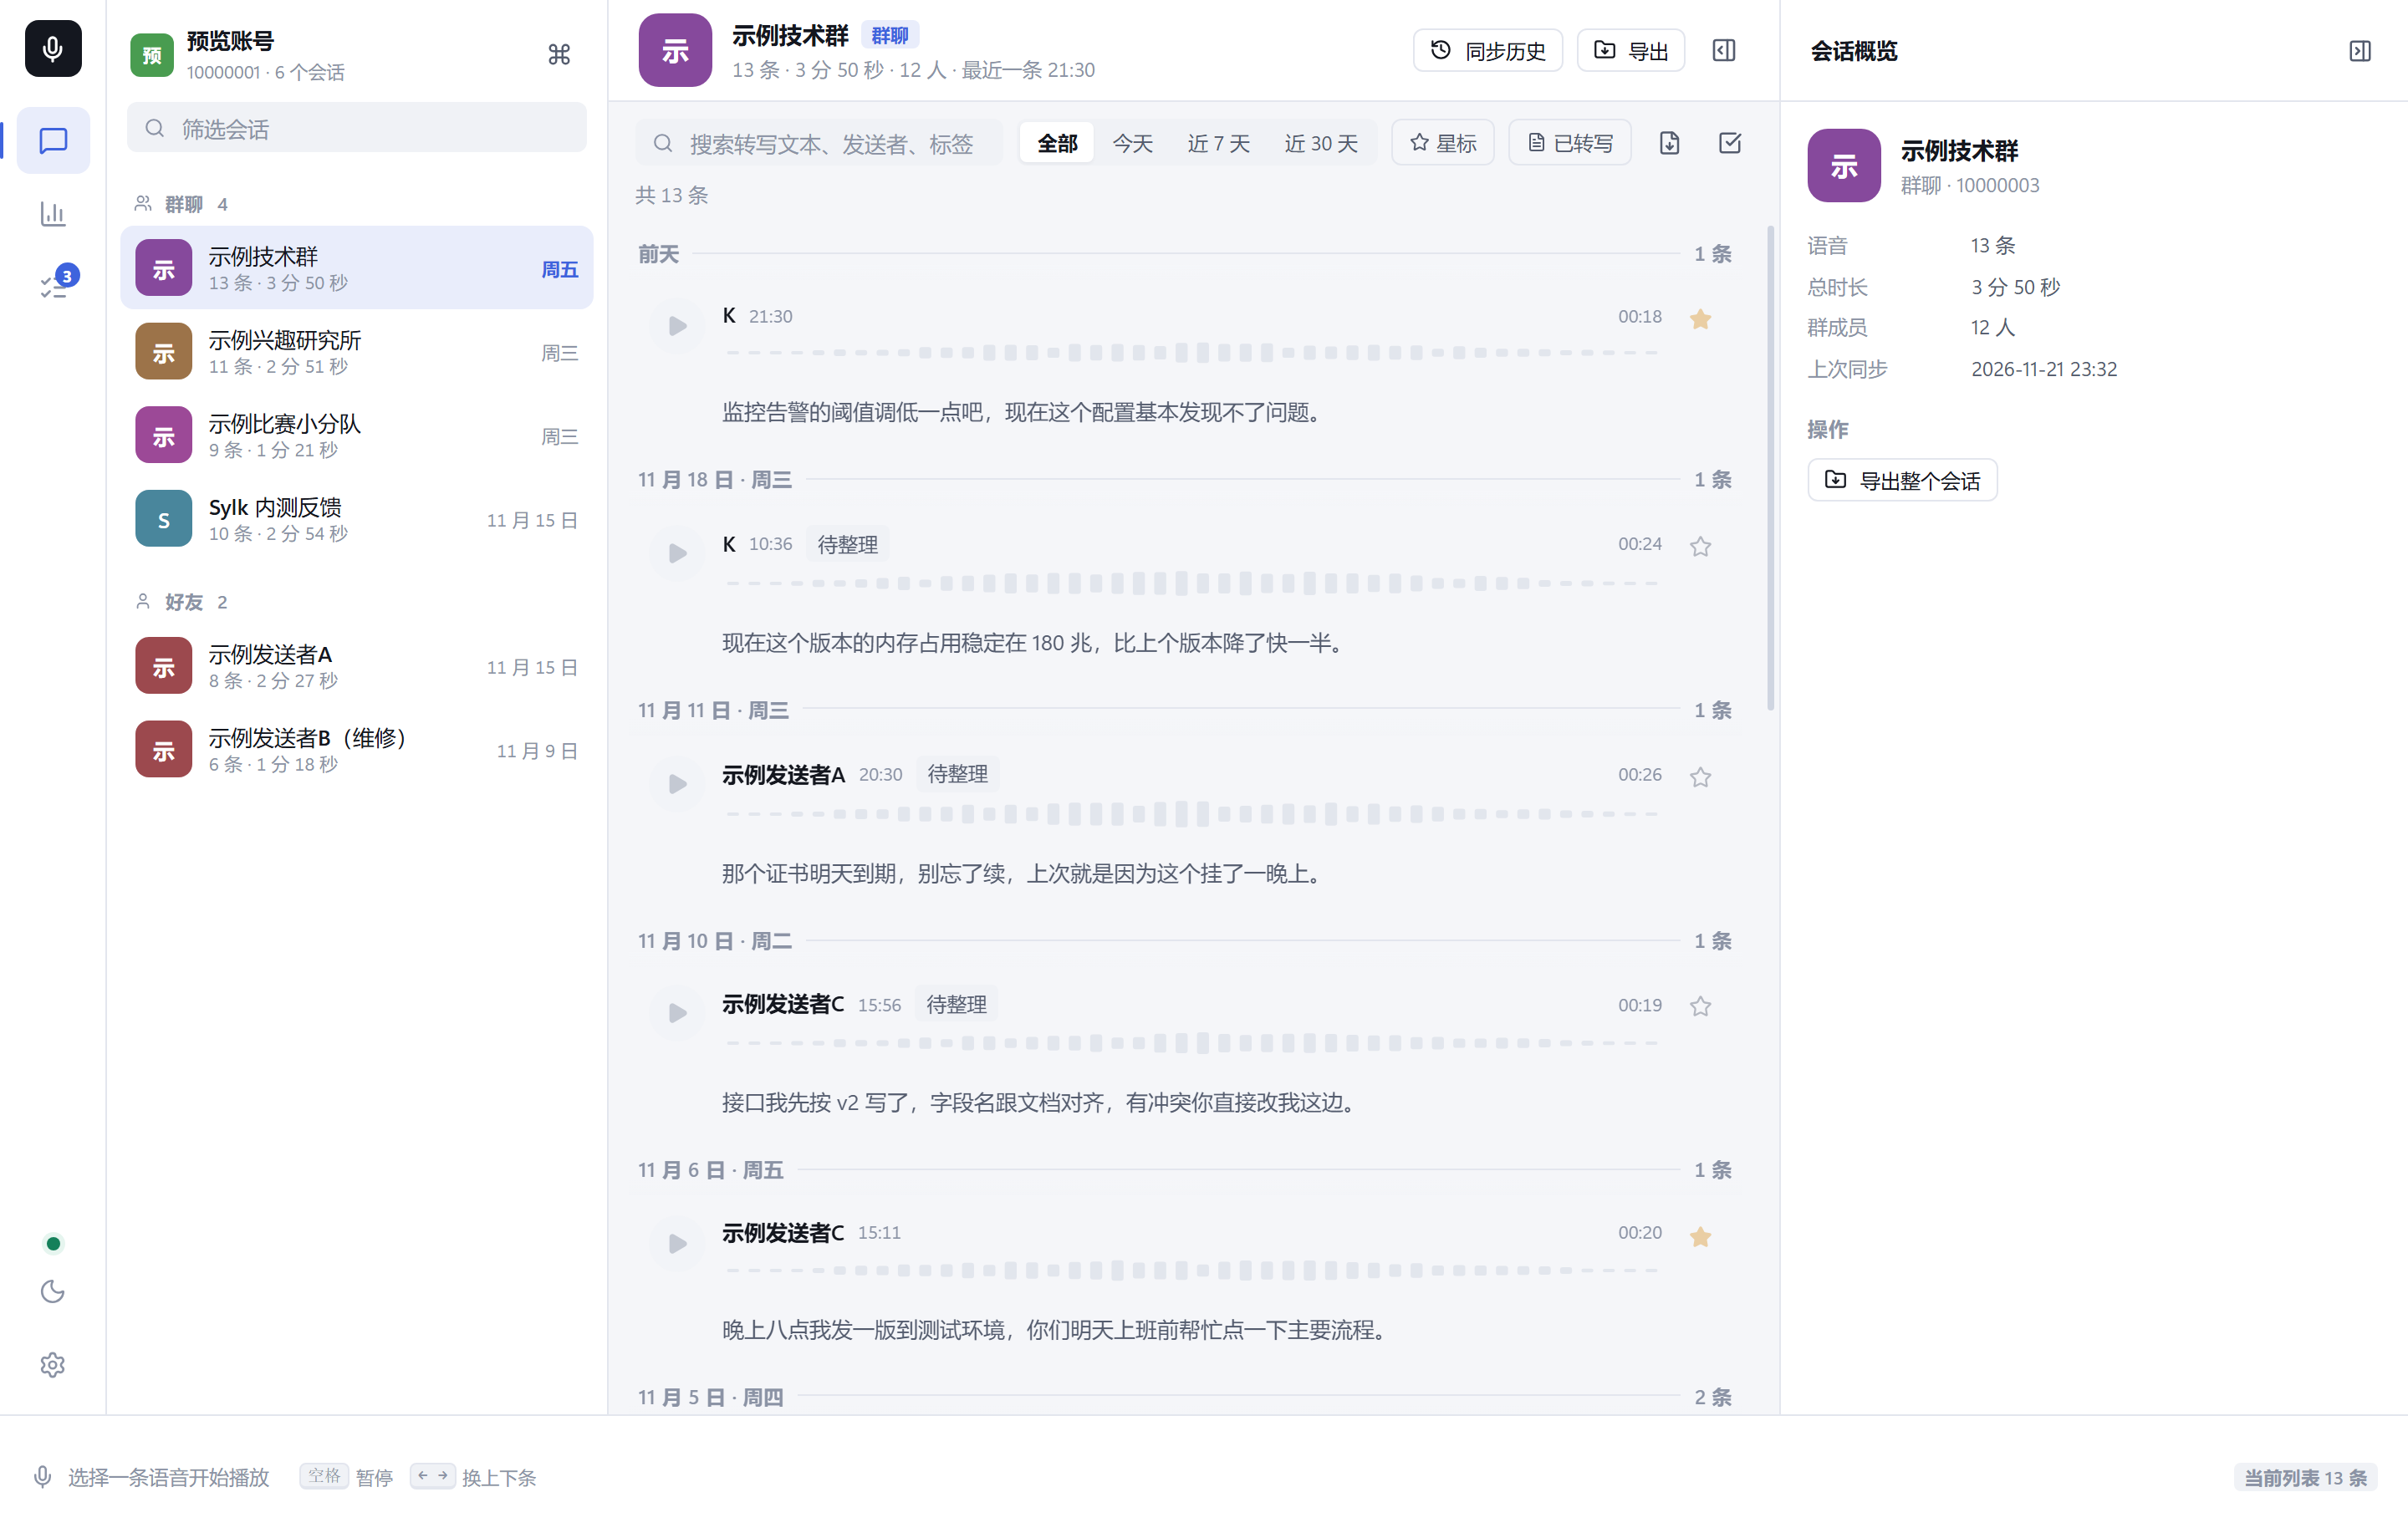 3
预
预览账号
10000001 · 6 个会话
筛选会话
群聊 4
示
示例技术群
13 条 · 3 分 50 秒
周五
示
示例兴趣研究所
11 条 · 2 分 51 秒
周三
示
示例比赛小分队
9 条 · 1 分 21 秒
周三
S
Sylk 内测反馈
10 条 · 2 分 54 秒
11 月 15 日
好友 2
示
示例发送者A
8 条 · 2 分 27 秒
11 月 15 日
示
示例发送者B（维修）
6 条 · 1 分 18 秒
11 月 9 日
示
示例技术群 群聊
13 条 · 3 分 50 秒 · 12 人 · 最近一条 21:30
同步历史
导出
搜索转写文本、发送者、标签
全部 今天 近 7 天 近 30 天
星标
已转写
共 13 条
前天 1 条
K 21:30 00:18
监控告警的阈值调低一点吧，现在这个配置基本发现不了问题。
11 月 18 日 · 周三 1 条
K 10:36 待整理 00:24
现在这个版本的内存占用稳定在 180 兆，比上个版本降了快一半。
11 月 11 日 · 周三 1 条
示例发送者A 20:30 待整理 00:26
那个证书明天到期，别忘了续，上次就是因为这个挂了一晚上。
11 月 10 日 · 周二 1 条
示例发送者C 15:56 待整理 00:19
接口我先按 v2 写了，字段名跟文档对齐，有冲突你直接改我这边。
11 月 6 日 · 周五 1 条
示例发送者C 15:11 00:20
晚上八点我发一版到测试环境，你们明天上班前帮忙点一下主要流程。
11 月 5 日 · 周四 2 条
会话概览
示
示例技术群
群聊 · 10000003
语音 13 条
总时长 3 分 50 秒
群成员 12 人
上次同步 2026-11-21 23:32
操作
导出整个会话
选择一条语音开始播放 空格 暂停 ← → 换上下条
当前列表 13 条